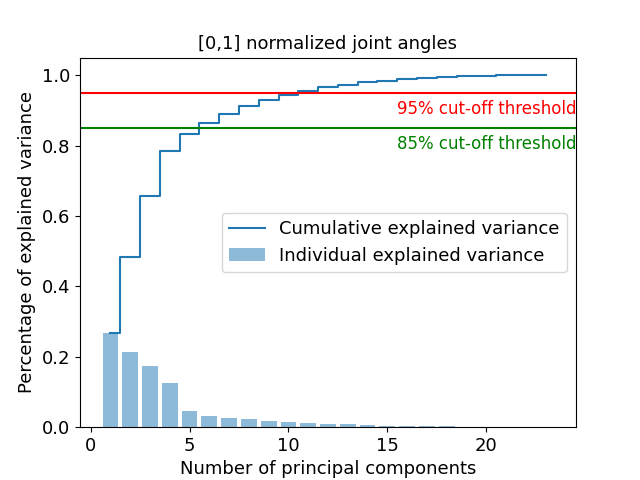 [0,1] normalized joint angles
Percentage of explained variance
1.0
0.8
0.6
0.4
0.2
0.0
95% cut-off threshold
85% cut-off threshold
Cumulative explained variance
Individual explained variance
0 5 10 15 20
Number of principal components